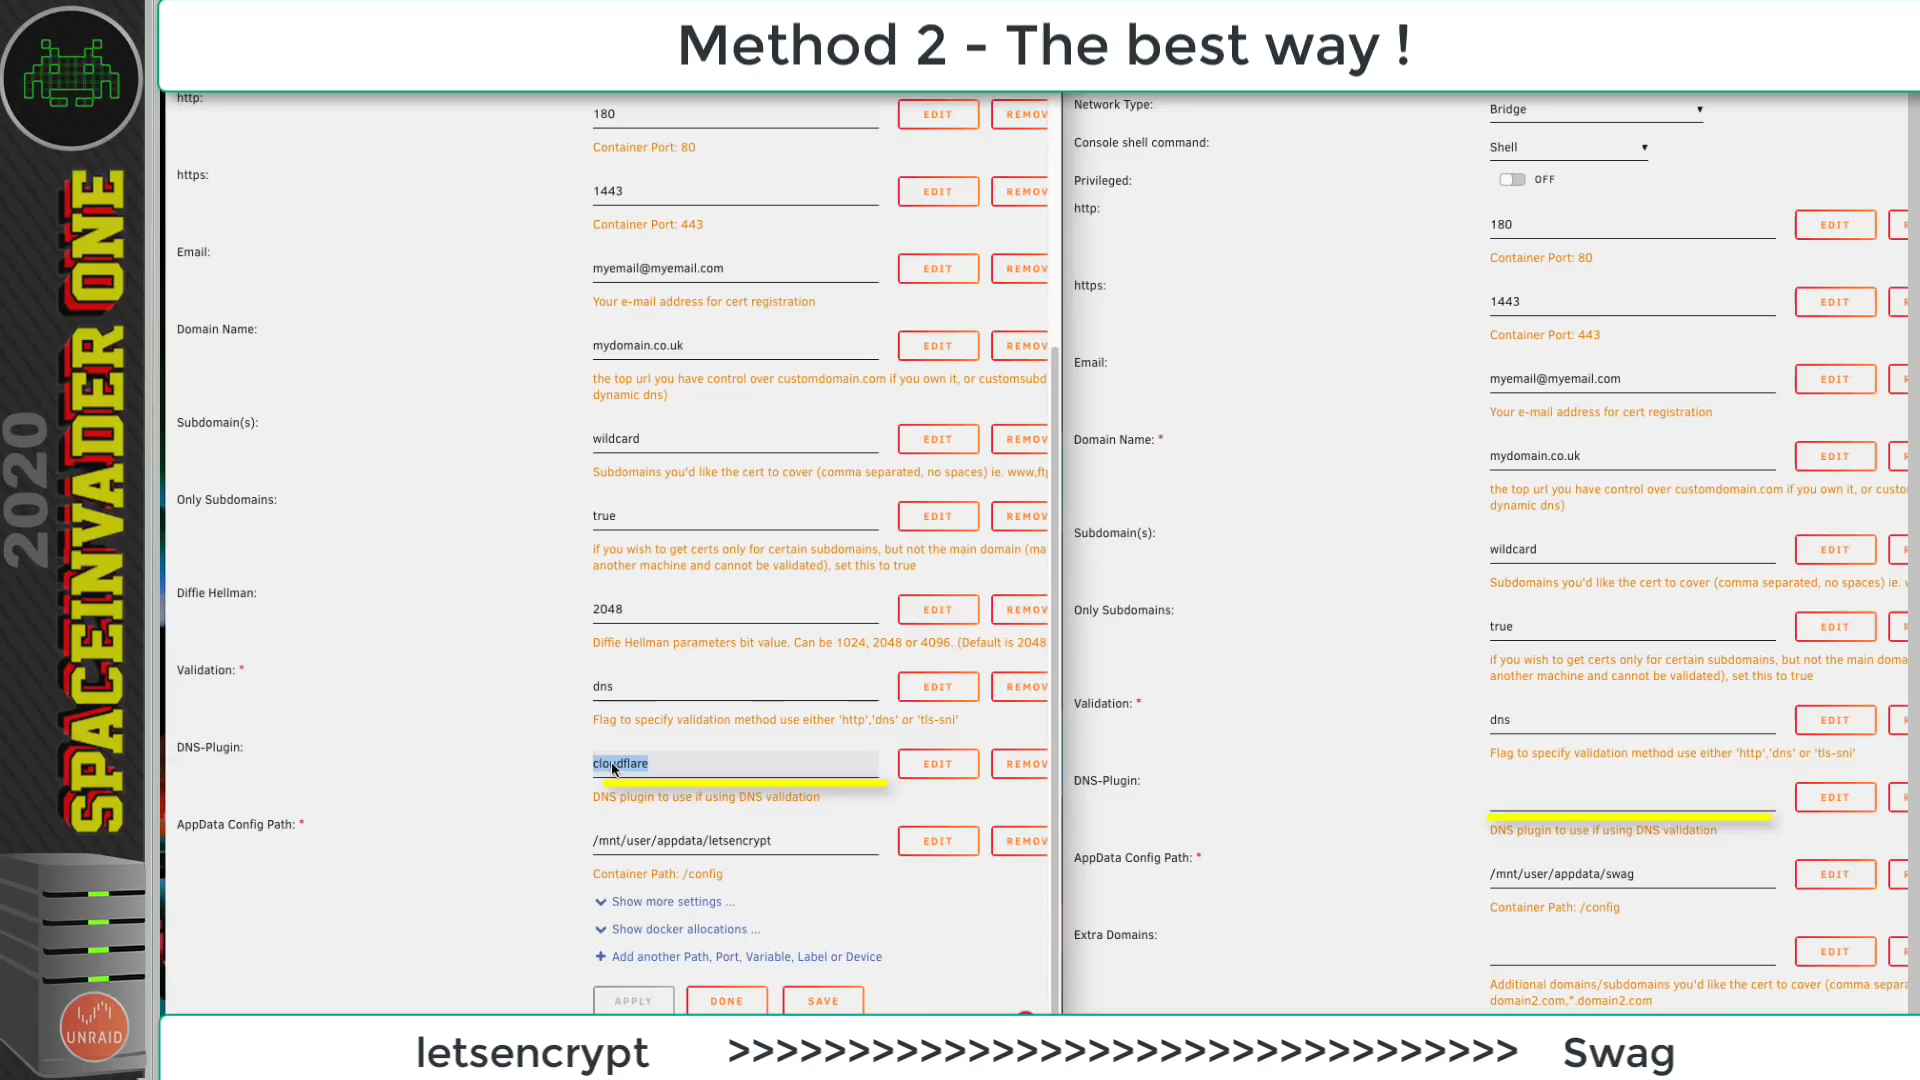 Method 2 - The best way !
2020
SPACEINVADER ONE
UNRAID
http:
180
EDIT
REMOV
Container Port: 80
https:
1443
EDIT
REMOV
Container Port: 443
Email:
myemail@myemail.com
EDIT
REMOV
Your e-mail address for cert registration
Domain Name:
mydomain.co.uk
EDIT
REMOV
the top url you have control over customdomain.com if you own it, or customsubd
dynamic dns)
Subdomain(s):
wildcard
EDIT
REMOV
Subdomains you'd like the cert to cover (comma separated, no spaces) ie. www,ftp
Only Subdomains:
true
EDIT
REMOV
if you wish to get certs only for certain subdomains, but not the main domain (ma
another machine and cannot be validated), set this to true
Diffie Hellman:
2048
EDIT
REMOV
Diffie Hellman parameters bit value. Can be 1024, 2048 or 4096. (Default is 2048
Validation: *
dns
EDIT
REMOV
Flag to specify validation method use either 'http','dns' or 'tls-sni'
DNS-Plugin:
cloudflare
EDIT
REMOV
DNS plugin to use if using DNS validation
AppData Config Path: *
/mnt/user/appdata/letsencrypt
EDIT
REMOV
Container Path: /config
Show more settings ...
Show docker allocations ...
Add another Path, Port, Variable, Label or Device
APPLY
DONE
SAVE
Network Type:
Bridge
Console shell command:
Shell
Privileged:
OFF
http:
180
EDIT
R
Container Port: 80
https:
1443
EDIT
R
Container Port: 443
Email:
myemail@myemail.com
EDIT
R
Your e-mail address for cert registration
Domain Name: *
mydomain.co.uk
EDIT
R
the top url you have control over customdomain.com if you own it, or custo
dynamic dns)
Subdomain(s):
wildcard
EDIT
R
Subdomains you'd like the cert to cover (comma separated, no spaces) ie. w
Only Subdomains:
true
EDIT
R
if you wish to get certs only for certain subdomains, but not the main doma
another machine and cannot be validated), set this to true
Validation: *
dns
EDIT
R
Flag to specify validation method use either 'http','dns' or 'tls-sni'
DNS-Plugin:
EDIT
R
DNS plugin to use if using DNS validation
AppData Config Path: *
/mnt/user/appdata/swag
EDIT
R
Container Path: /config
Extra Domains:
EDIT
R
Additional domains/subdomains you'd like the cert to cover (comma separa
domain2.com,*.domain2.com
letsencrypt >>>>>>>>>>>>>>>>>>>>>>>>>>>>>>>>> Swag